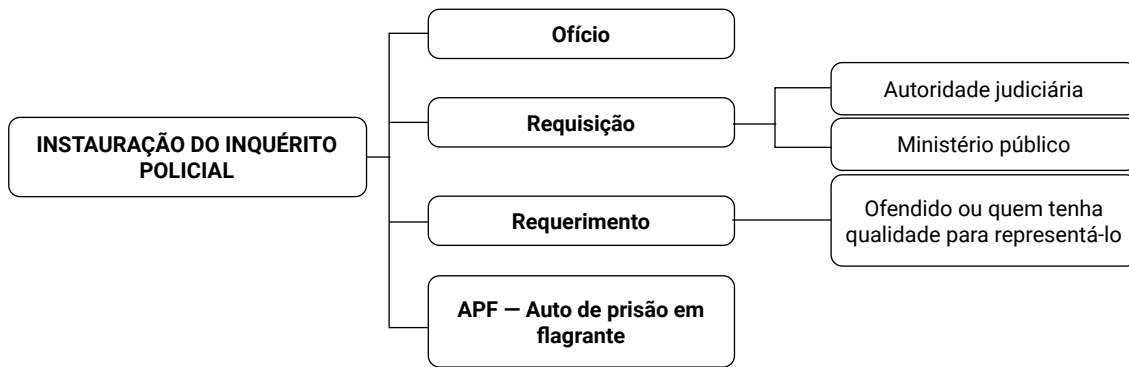 INSTAURAÇÃO DO INQUÉRITO
POLICIAL
Ofício
Requisição
Autoridade judiciária
Ministério público
Requerimento
Ofendido ou quem tenha
qualidade para representá-lo
APF — Auto de prisão em
flagrante